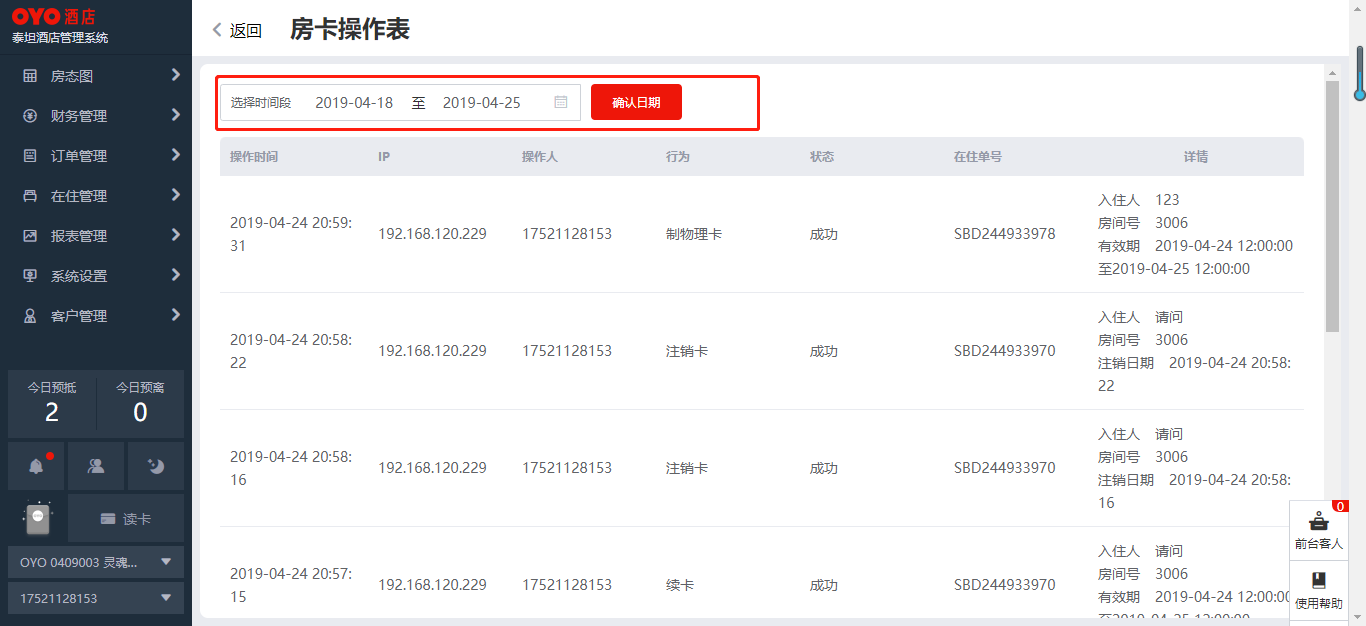 OYO 酒店
泰坦酒店管理系统
房态图
财务管理
订单管理
在住管理
报表管理
系统设置
客户管理
今日预抵 今日预离
2 0
读卡
OYO 0409003 灵魂...
17521128153
返回 房卡操作表
选择时间段 2019-04-18 至 2019-04-25 确认日期
操作时间 IP 操作人 行为 状态 在住单号 详情
2019-04-24 20:59:
31
192.168.120.229 17521128153 制物理卡 成功 SBD244933978
入住人 123
房间号 3006
有效期 2019-04-24 12:00:00
至2019-04-25 12:00:00
2019-04-24 20:58:
22
192.168.120.229 17521128153 注销卡 成功 SBD244933970
入住人 请问
房间号 3006
注销日期 2019-04-24 20:58:
22
2019-04-24 20:58:
16
192.168.120.229 17521128153 注销卡 成功 SBD244933970
入住人 请问
房间号 3006
注销日期 2019-04-24 20:58:
16
2019-04-24 20:57:
15
192.168.120.229 17521128153 续卡 成功 SBD244933970
入住人 请问
房间号 3006
有效期 2019-04-24 12:00:00
至2019-04-25 12:00:00
0
前台客人
使用帮助